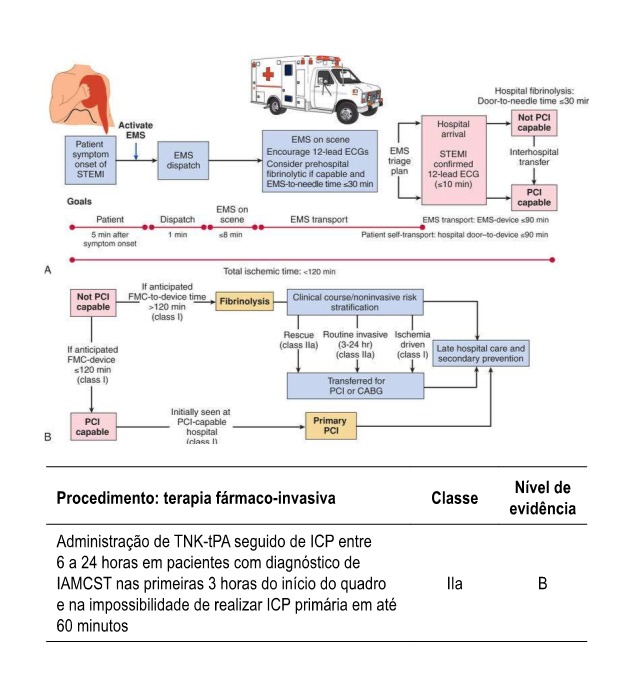 Hospital fibrinolysis:
Door-to-needle time ≤30 min
Activate
EMS
Patient
symptom
onset of
STEMI
EMS
dispatch
EMS on scene
Encourage 12-lead ECGs
Consider prehospital
fibrinolytic if capable and
EMS-to-needle time ≤30 min
EMS
triage
plan
Hospital
arrival
STEMI
confirmed
12-lead ECG
(≤10 min)
Not PCI
capable
Interhospital
transfer
PCI
capable
Goals
Patient
Dispatch
EMS on
scene
EMS transport
5 min after
symptom onset
1 min
≤8 min
EMS transport: EMS-device ≤90 min
Patient self-transport: hospital door–to-device ≤90 min
A
Total ischemic time: <120 min
Not PCI
capable
If anticipated
FMC-to-device time
>120 min
(class I)
Fibrinolysis
Clinical course/noninvasive risk
stratification
Rescue
(class IIa)
Routine invasive
(3-24 hr)
(class IIa)
Ischemia
driven
(class I)
Late hospital care and
secondary prevention
If anticipated
FMC-device
≤120 min
(class I)
Transferred for
PCI or CABG
PCI
capable
Initially seen at
PCI-capable
hospital
(class I)
Primary
PCI
B
Procedimento: terapia fármaco-invasiva
Classe
Nível de
evidência
Administração de TNK-tPA seguido de ICP entre
6 a 24 horas em pacientes com diagnóstico de
IAMCST nas primeiras 3 horas do início do quadro
e na impossibilidade de realizar ICP primária em até
60 minutos
IIa
B